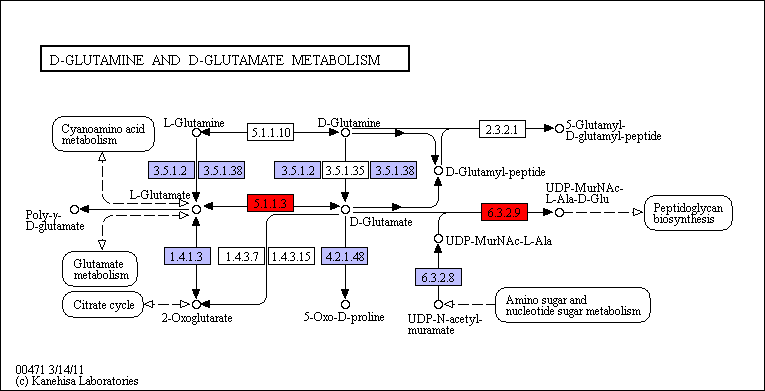 D-GLUTAMINE AND D-GLUTAMATE METABOLISM
Cyanoamino acid
metabolism
L-Glutamine
5.1.1.10
D-Glutamine
2.3.2.1
5-Glutamyl-
D-glutamyl-peptide
3.5.1.2
3.5.1.38
3.5.1.2
3.5.1.35
3.5.1.38
D-Glutamyl-peptide
L-Glutamate
5.1.1.3
D-Glutamate
6.3.2.9
UDP-MurNAc-
L-Ala-D-Glu
Peptidoglycan
biosynthesis
Poly-γ-
D-glutamate
UDP-MurNAc-L-Ala
Glutamate
metabolism
1.4.1.3
1.4.3.7
1.4.3.15
4.2.1.48
6.3.2.8
Citrate cycle
2-Oxoglutarate
5-Oxo-D-proline
UDP-N-acetyl-
muramate
Amino sugar and
nucleotide sugar metabolism
00471 3/14/11
(c) Kanehisa Laboratories